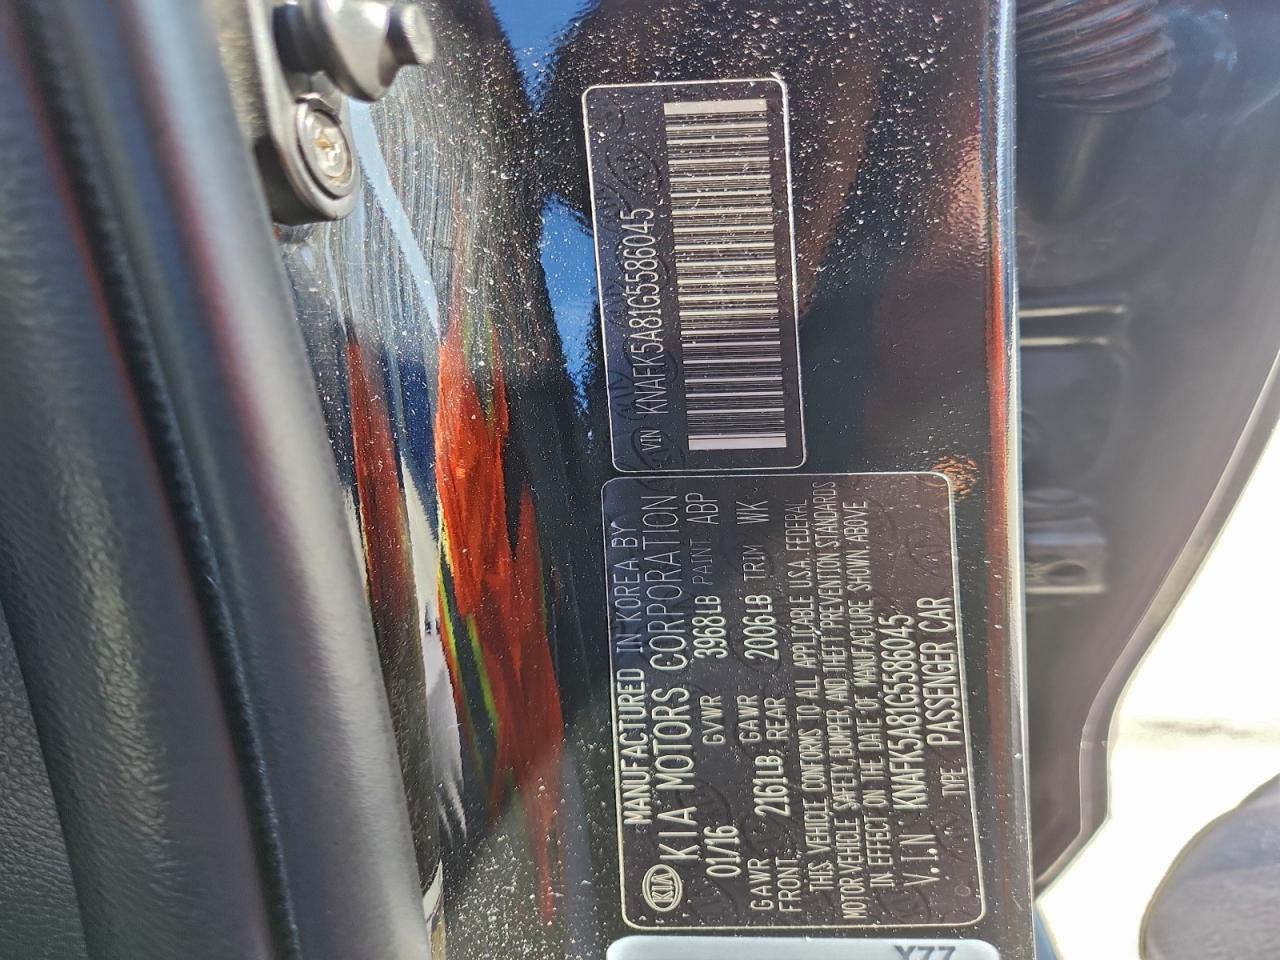 MANUFACTURED IN KOREA BY
KIA KIA MOTORS CORPORATION
01/16 GVWR 3968LB PAINT ABP
GAWR FRONT 2161LB, GAWR REAR 2006LB TRIM WK
THIS VEHICLE CONFORMS TO ALL APPLICABLE U.S.A. FEDERAL
MOTOR VEHICLE SAFETY, BUMPER, AND THEFT PREVENTION STANDARDS
IN EFFECT ON THE DATE OF MANUFACTURE SHOWN ABOVE
V.I.N KNAFK5A81G5586045
TYPE PASSENGER CAR
VIN KNAFK5A81G5586045
X77